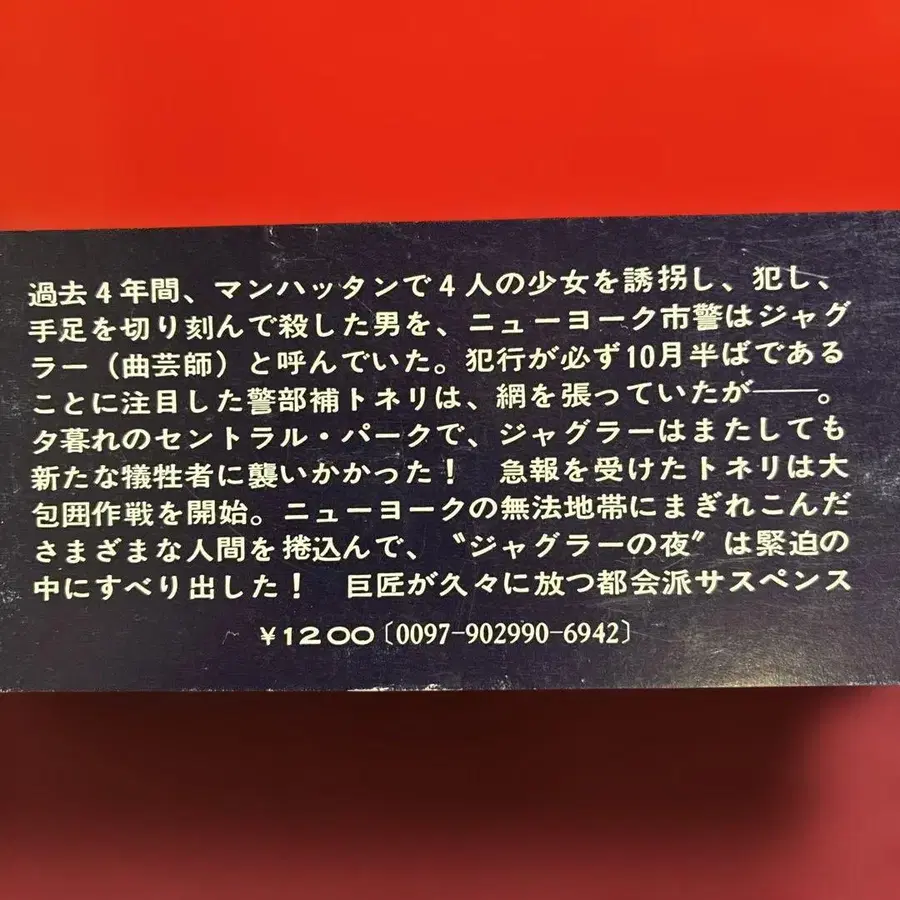 過去4年間、マンハッタンで4人の少女を誘拐し、犯し、
手足を切り刻んで殺した男を、ニューヨーク市警はジャグ
ラー（曲芸師）と呼んでいた。犯行が必ず10月半ばである
ことに注目した警部補トネリは、網を張っていたが――。
夕暮れのセントラル・パークで、ジャグラーはまたしても
新たな犠牲者に襲いかかった！　急報を受けたトネリは大
包囲作戦を開始。ニューヨークの無法地帯にまぎれこんだ
さまざまな人間を捲込んで、〝ジャグラーの夜〟は緊迫の
中にすべり出した！　巨匠が久々に放つ都会派サスペンス
￥1200〔0097-902990-6942〕